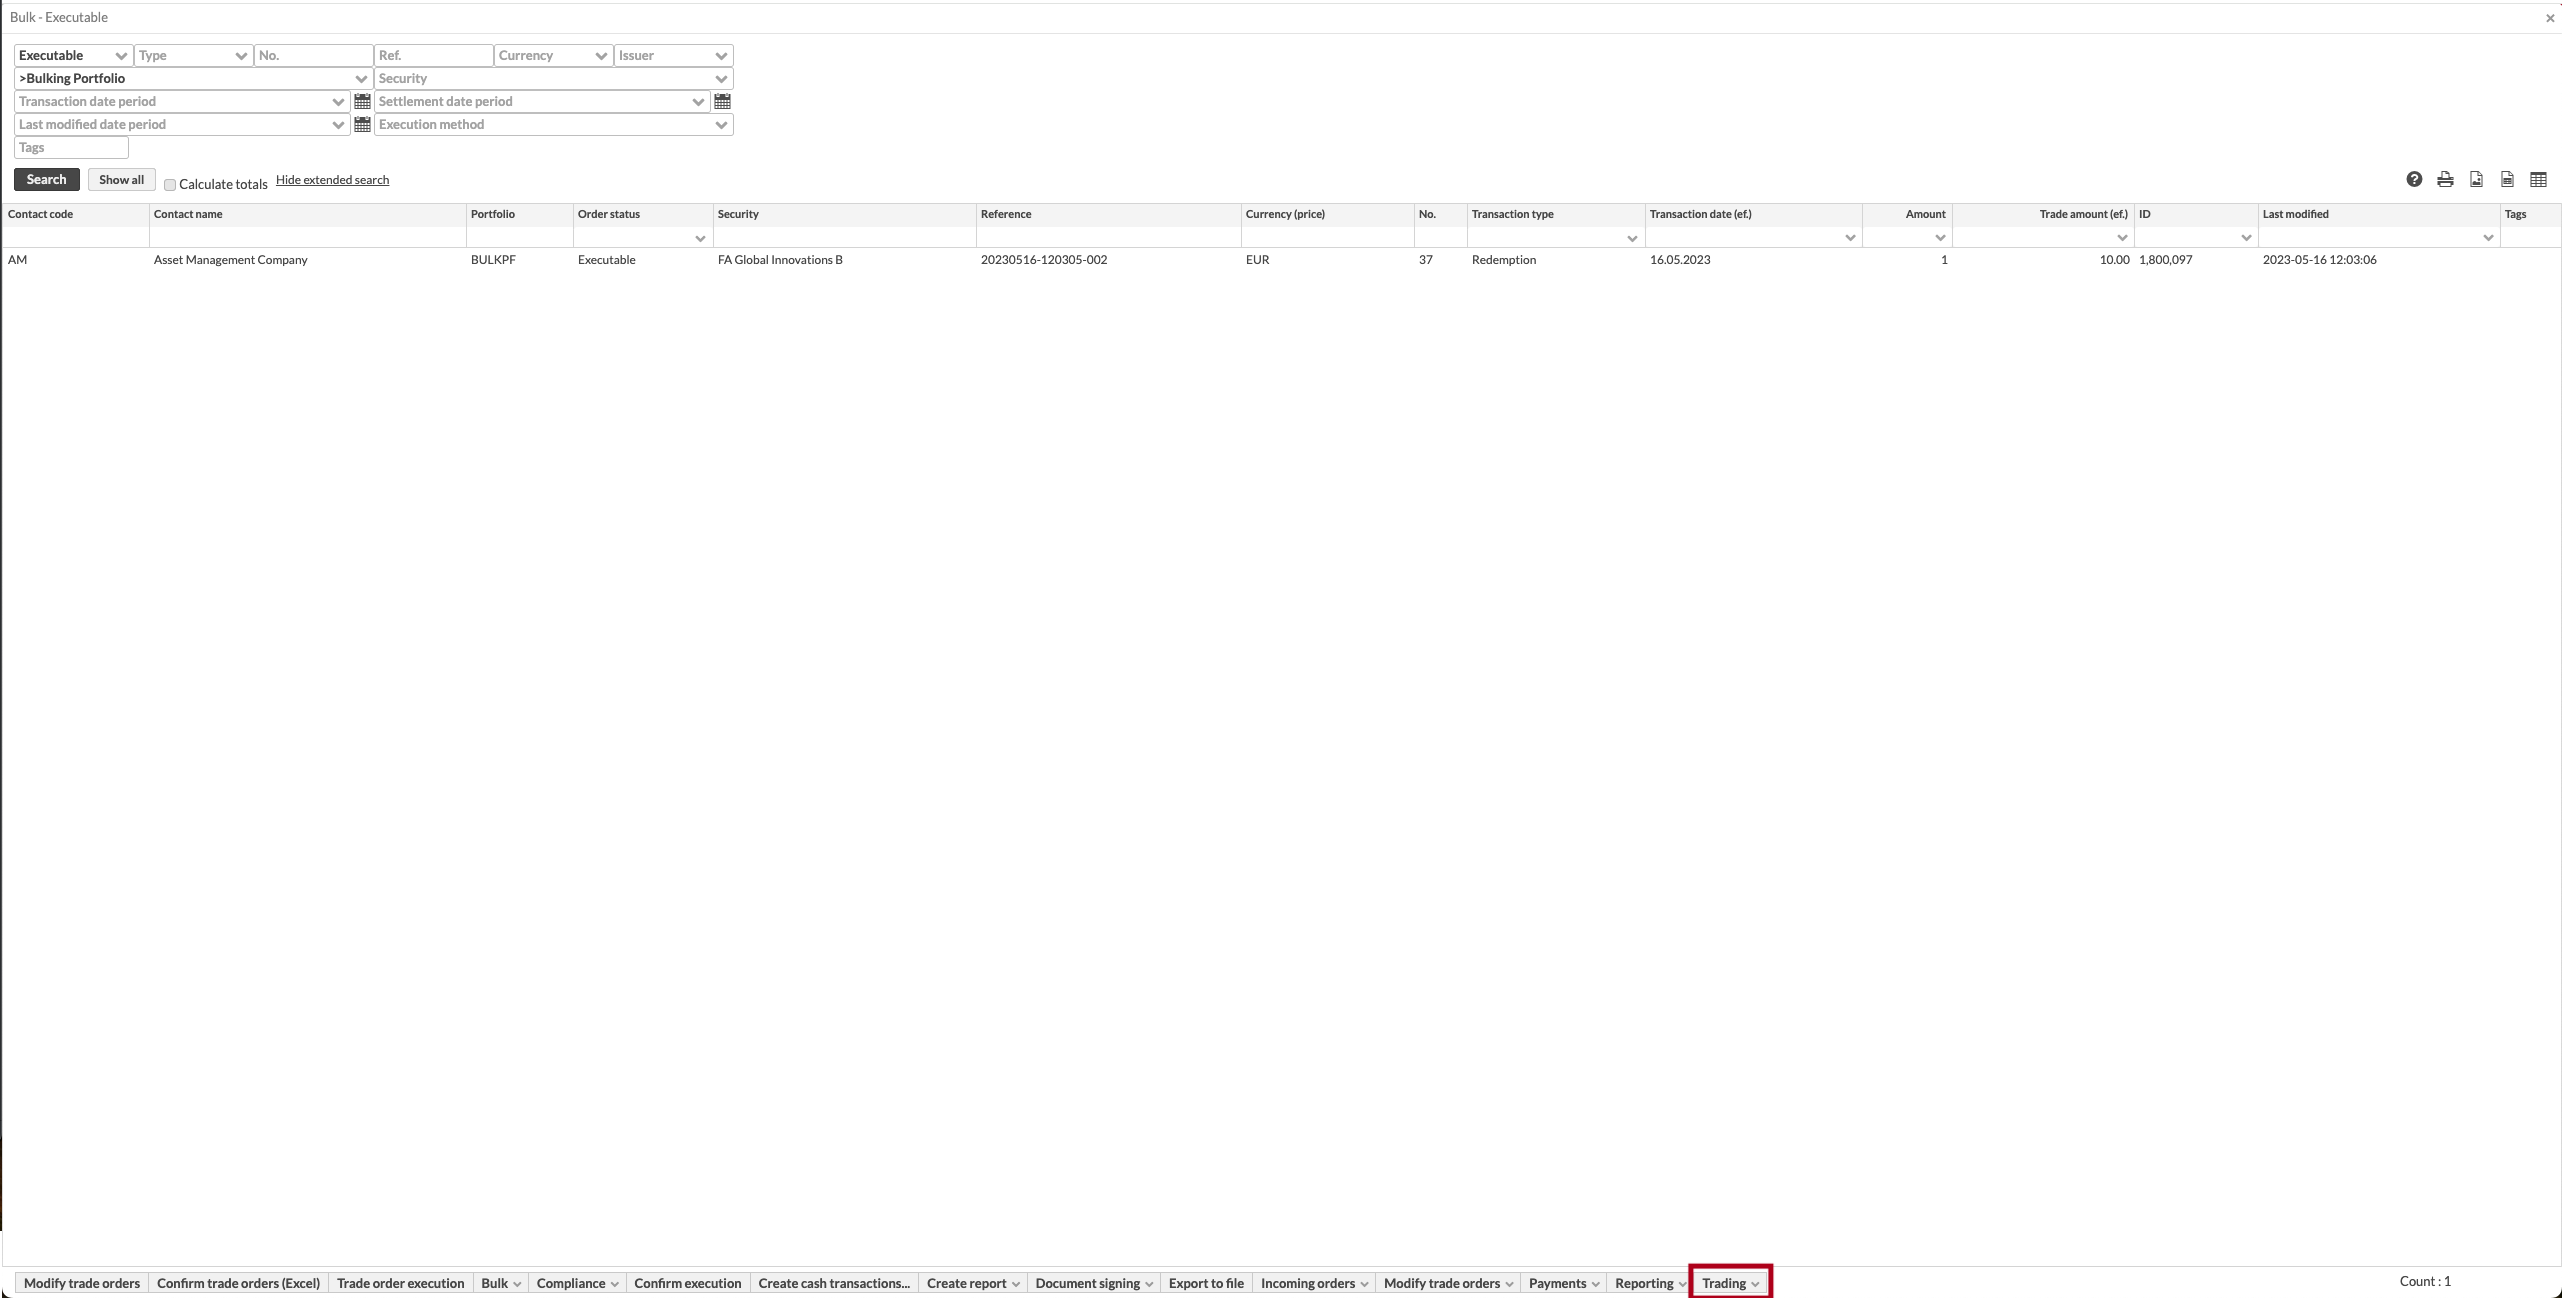 Bulk - Executable
Executable Type No. Ref. Currency Issuer
>Bulking Portfolio Security
Transaction date period Settlement date period
Last modified date period Execution method
Tags
Search Show all Calculate totals Hide extended search
Contact code Contact name Portfolio Order status Security Reference Currency (price) No. Transaction type Transaction date (ef.) Amount Trade amount (ef.) ID Last modified Tags
AM Asset Management Company BULKPF Executable FA Global Innovations B 20230516-120305-002 EUR 37 Redemption 16.05.2023 1 10.00 1,800,097 2023-05-16 12:03:06
Modify trade orders Confirm trade orders (Excel) Trade order execution Bulk Compliance Confirm execution Create cash transactions... Create report Document signing Export to file Incoming orders Modify trade orders Payments Reporting Trading Count : 1